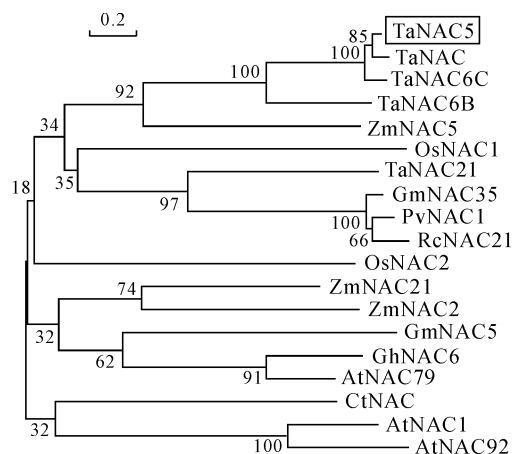 0.2
TaNAC5
85
TaNAC
100
TaNAC6C
100
TaNAC6B
92
ZmNAC5
34
OsNAC1
35
TaNAC21
97
GmNAC35
100
PvNAC1
66
RcNAC21
18
OsNAC2
74
ZmNAC21
ZmNAC2
32
GmNAC5
62
GhNAC6
91
AtNAC79
CtNAC
32
AtNAC1
100
AtNAC92